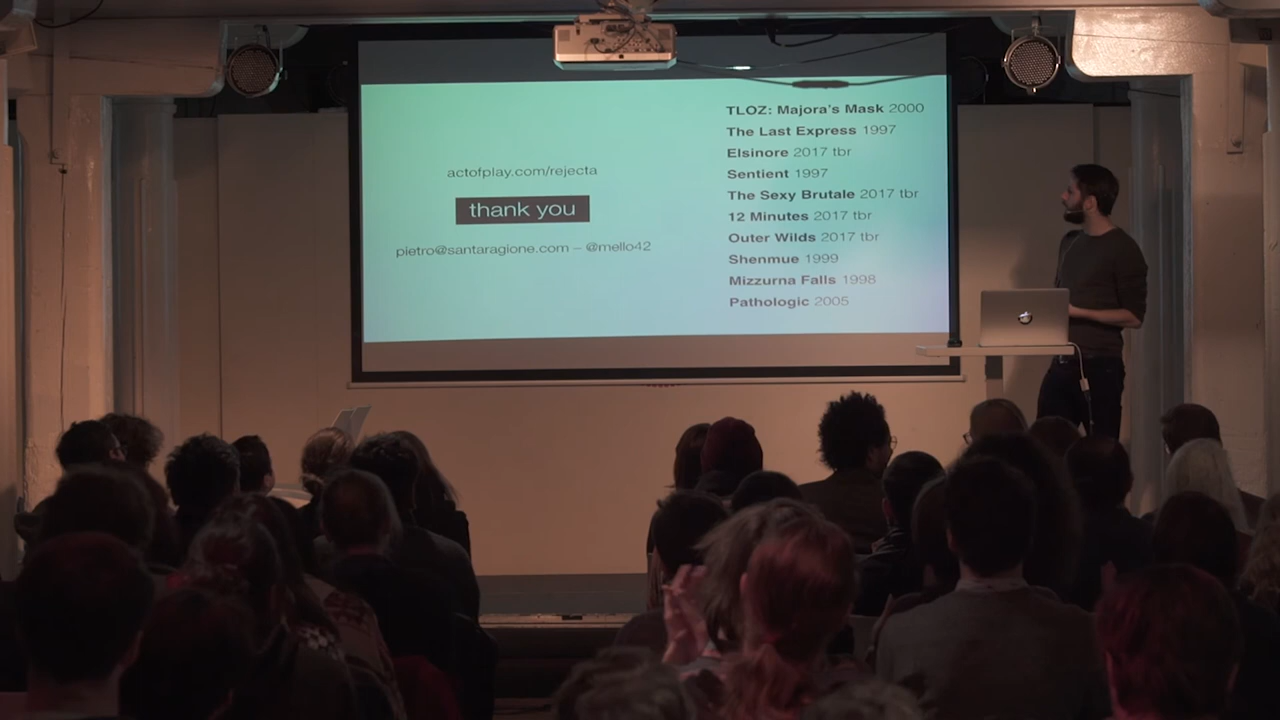 actofplay.com/rejecta
thank you
pietro@santaragione.com – @mello42
TLOZ: Majora's Mask 2000
The Last Express 1997
Elsinore 2017 tbr
Sentient 1997
The Sexy Brutale 2017 tbr
12 Minutes 2017 tbr
Outer Wilds 2017 tbr
Shenmue 1999
Mizzurna Falls 1998
Pathologic 2005